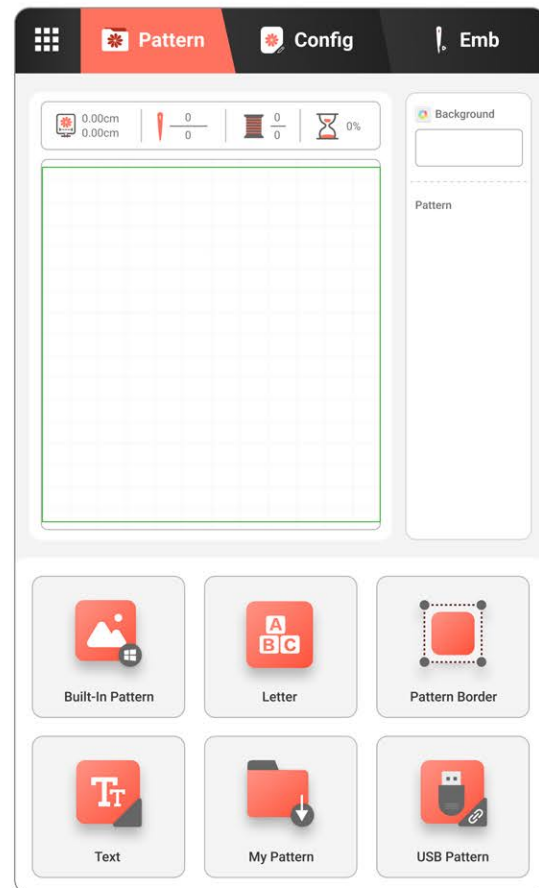 Pattern
Config
Emb
0.00cm
0.00cm
0
0
0
0
0%
Background
Pattern
Built-In Pattern
A
B C
Letter
Pattern Border
TT
Text
My Pattern
USB Pattern